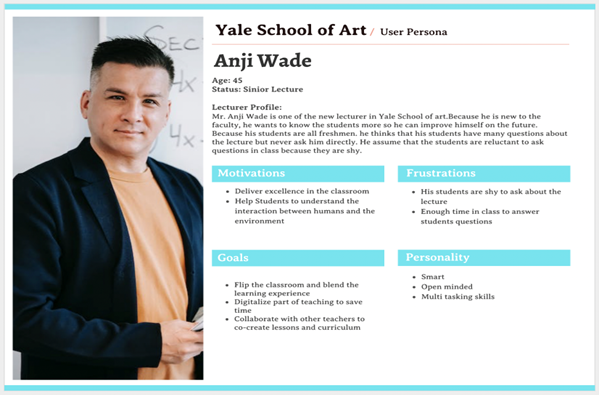 Sec
4x
4x
Yale School of Art / User Persona
Anji Wade
Age: 45
Status: Sinior Lecture
Lecturer Profile:
Mr. Anji Wade is one of the new lecturer in Yale School of art.Because he is new to the
faculty, he wants to know the students more so he can improve himself on the future.
Because his students are all freshmen. he thinks that his students have many questions about
the lecture but never ask him directly. He assume that the students are reluctant to ask
questions in class because they are shy.
Motivations
• Deliver excellence in the classroom
• Help Students to understand the
interaction between humans and the
environment
Frustrations
• His students are shy to ask about the
lecture
• Enough time in class to answer
students questions
Goals
• Flip the classroom and blend the
learning experience
• Digitalize part of teaching to save
time
• Collaborate with other teachers to
co-create lessons and curriculum
Personality
• Smart
• Open minded
• Multi tasking skills